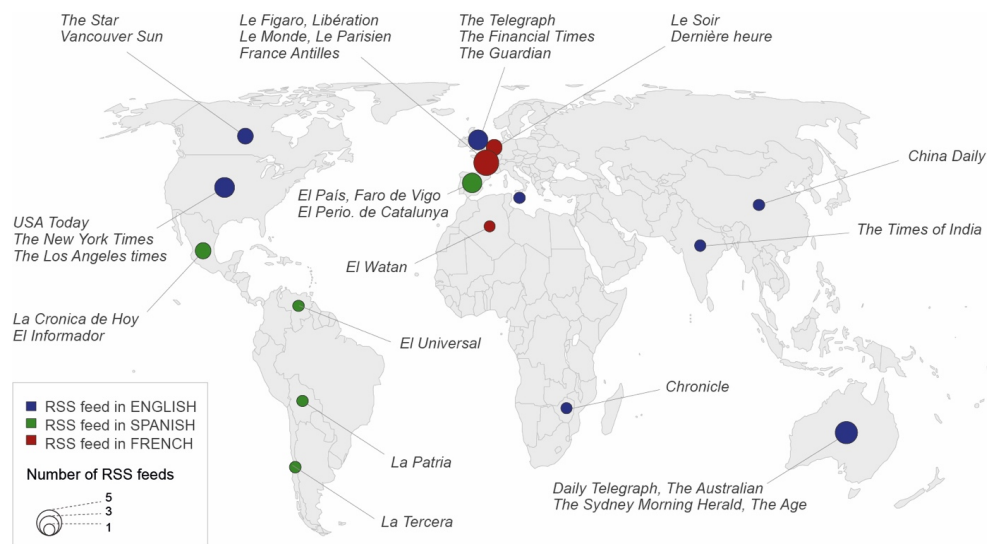 The Star
Vancouver Sun
Le Figaro, Libération
Le Monde, Le Parisien
France Antilles
The Telegraph
The Financial Times
The Guardian
Le Soir
Dernière heure
China Daily
El País, Faro de Vigo
El Perio. de Catalunya
USA Today
The New York Times
The Los Angeles times
The Times of India
El Watan
La Cronica de Hoy
El Informador
El Universal
Chronicle
RSS feed in ENGLISH
RSS feed in SPANISH
RSS feed in FRENCH
Number of RSS feeds
5
3
1
La Patria
La Tercera
Daily Telegraph, The Australian
The Sydney Morning Herald, The Age